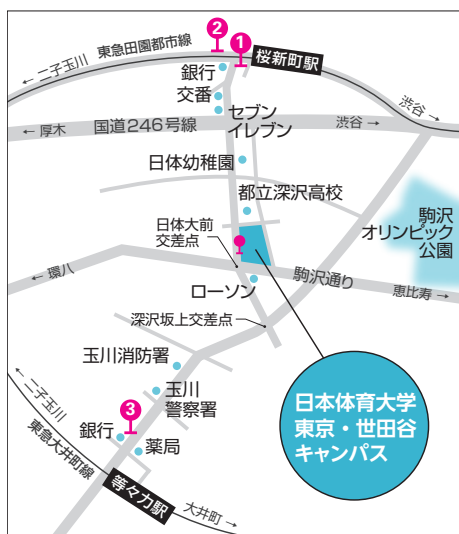 2
1
東急田園都市線
← 二子玉川
桜新町駅
銀行
交番
渋谷 →
セブン
イレブン
← 厚木
国道246号線
渋谷 →
日体幼稚園
都立深沢高校
駒沢
オリンピック
公園
日体大前
交差点
← 環八
駒沢通り
恵比寿 →
ローソン
深沢坂上交差点
玉川消防署
玉川
警察署
日本体育大学
東京・世田谷
キャンパス
← 二子玉川
3
銀行
薬局
東急大井町線
等々力駅
大井町 →